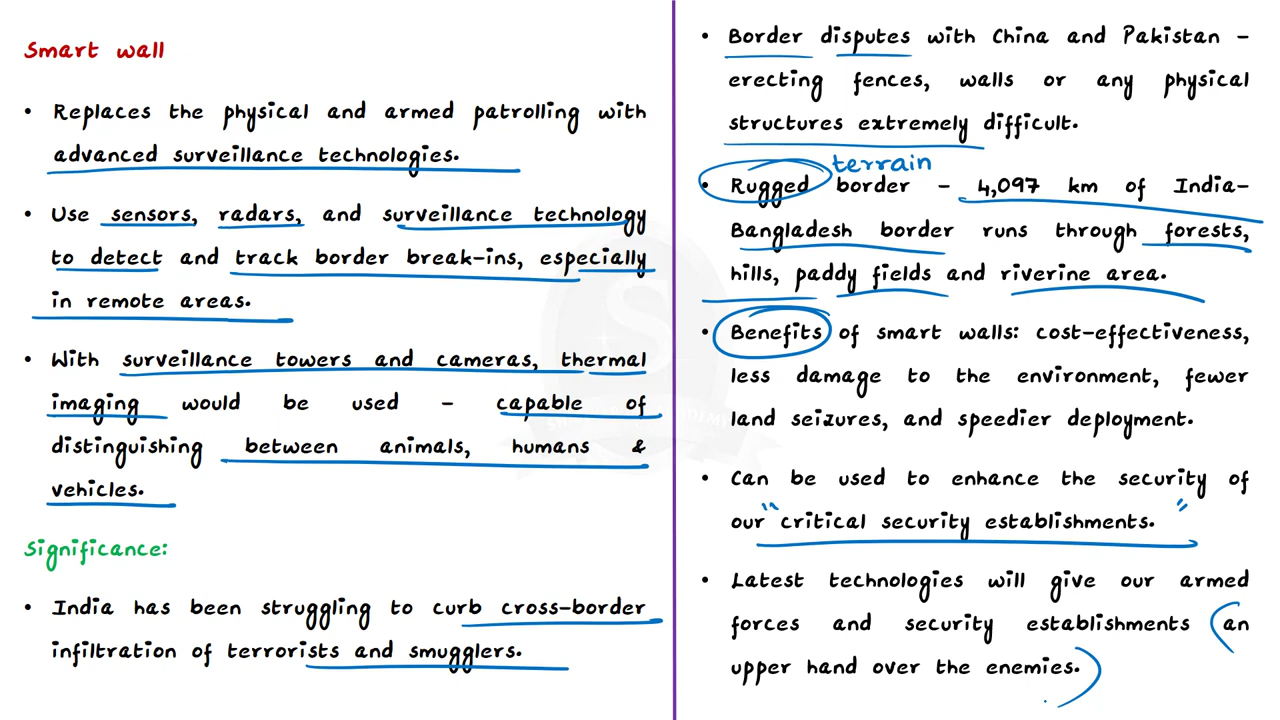 Smart wall
• Replaces the physical and armed patrolling with
advanced surveillance technologies.
• Use sensors, radars, and surveillance technology
to detect and track border break-ins, especially
in remote areas.
• With surveillance towers and cameras, thermal
imaging would be used – capable of
distinguishing between animals, humans &
vehicles.
Significance:
• India has been struggling to curb cross-border
infiltration of terrorists and smugglers.
• Border disputes with China and Pakistan –
erecting fences, walls or any physical
structures extremely difficult.
terrain
• Rugged border – 4,097 km of India-
Bangladesh border runs through forests,
hills, paddy fields and riverine area.
• Benefits of smart walls: cost-effectiveness,
less damage to the environment, fewer
land seizures, and speedier deployment.
• Can be used to enhance the security of
our "critical security establishments."
• Latest technologies will give our armed
forces and security establishments (an
upper hand over the enemies.)